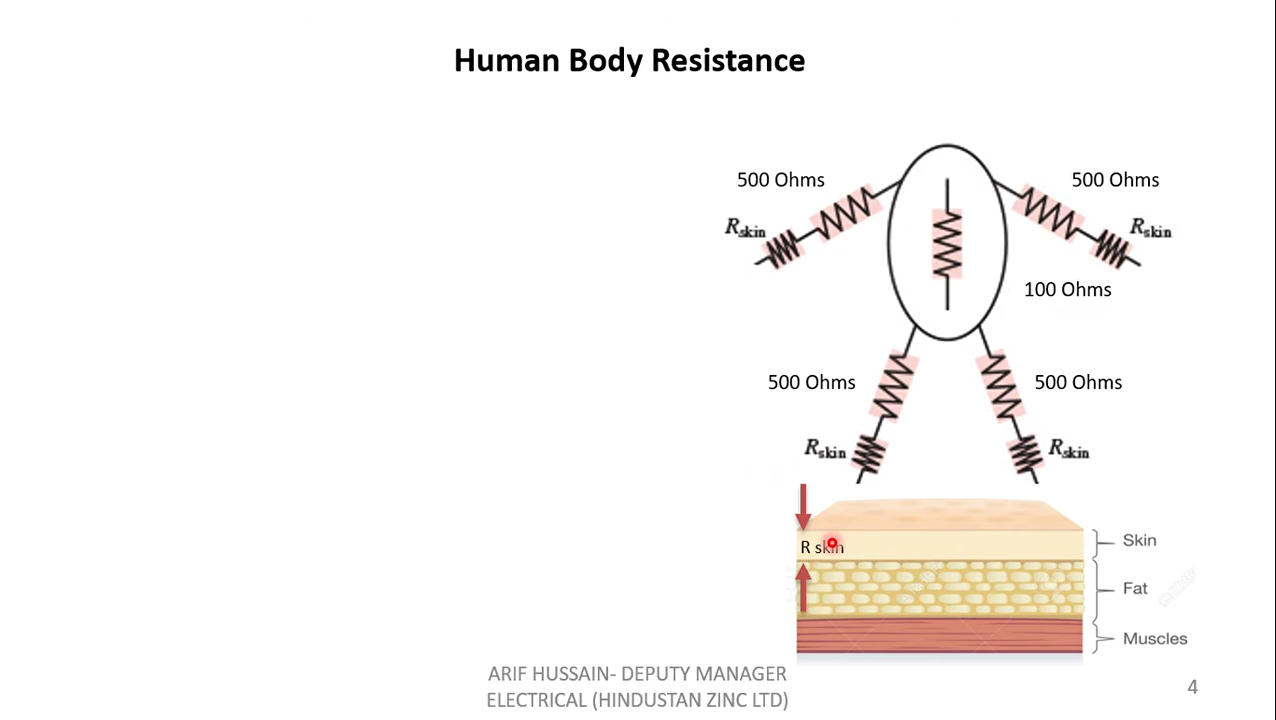 Human Body Resistance
500 Ohms
500 Ohms
Rskin
Rskin
100 Ohms
500 Ohms
500 Ohms
Rskin
Rskin
R skin
Skin
Fat
Muscles
ARIF HUSSAIN- DEPUTY MANAGER
ELECTRICAL (HINDUSTAN ZINC LTD)
4